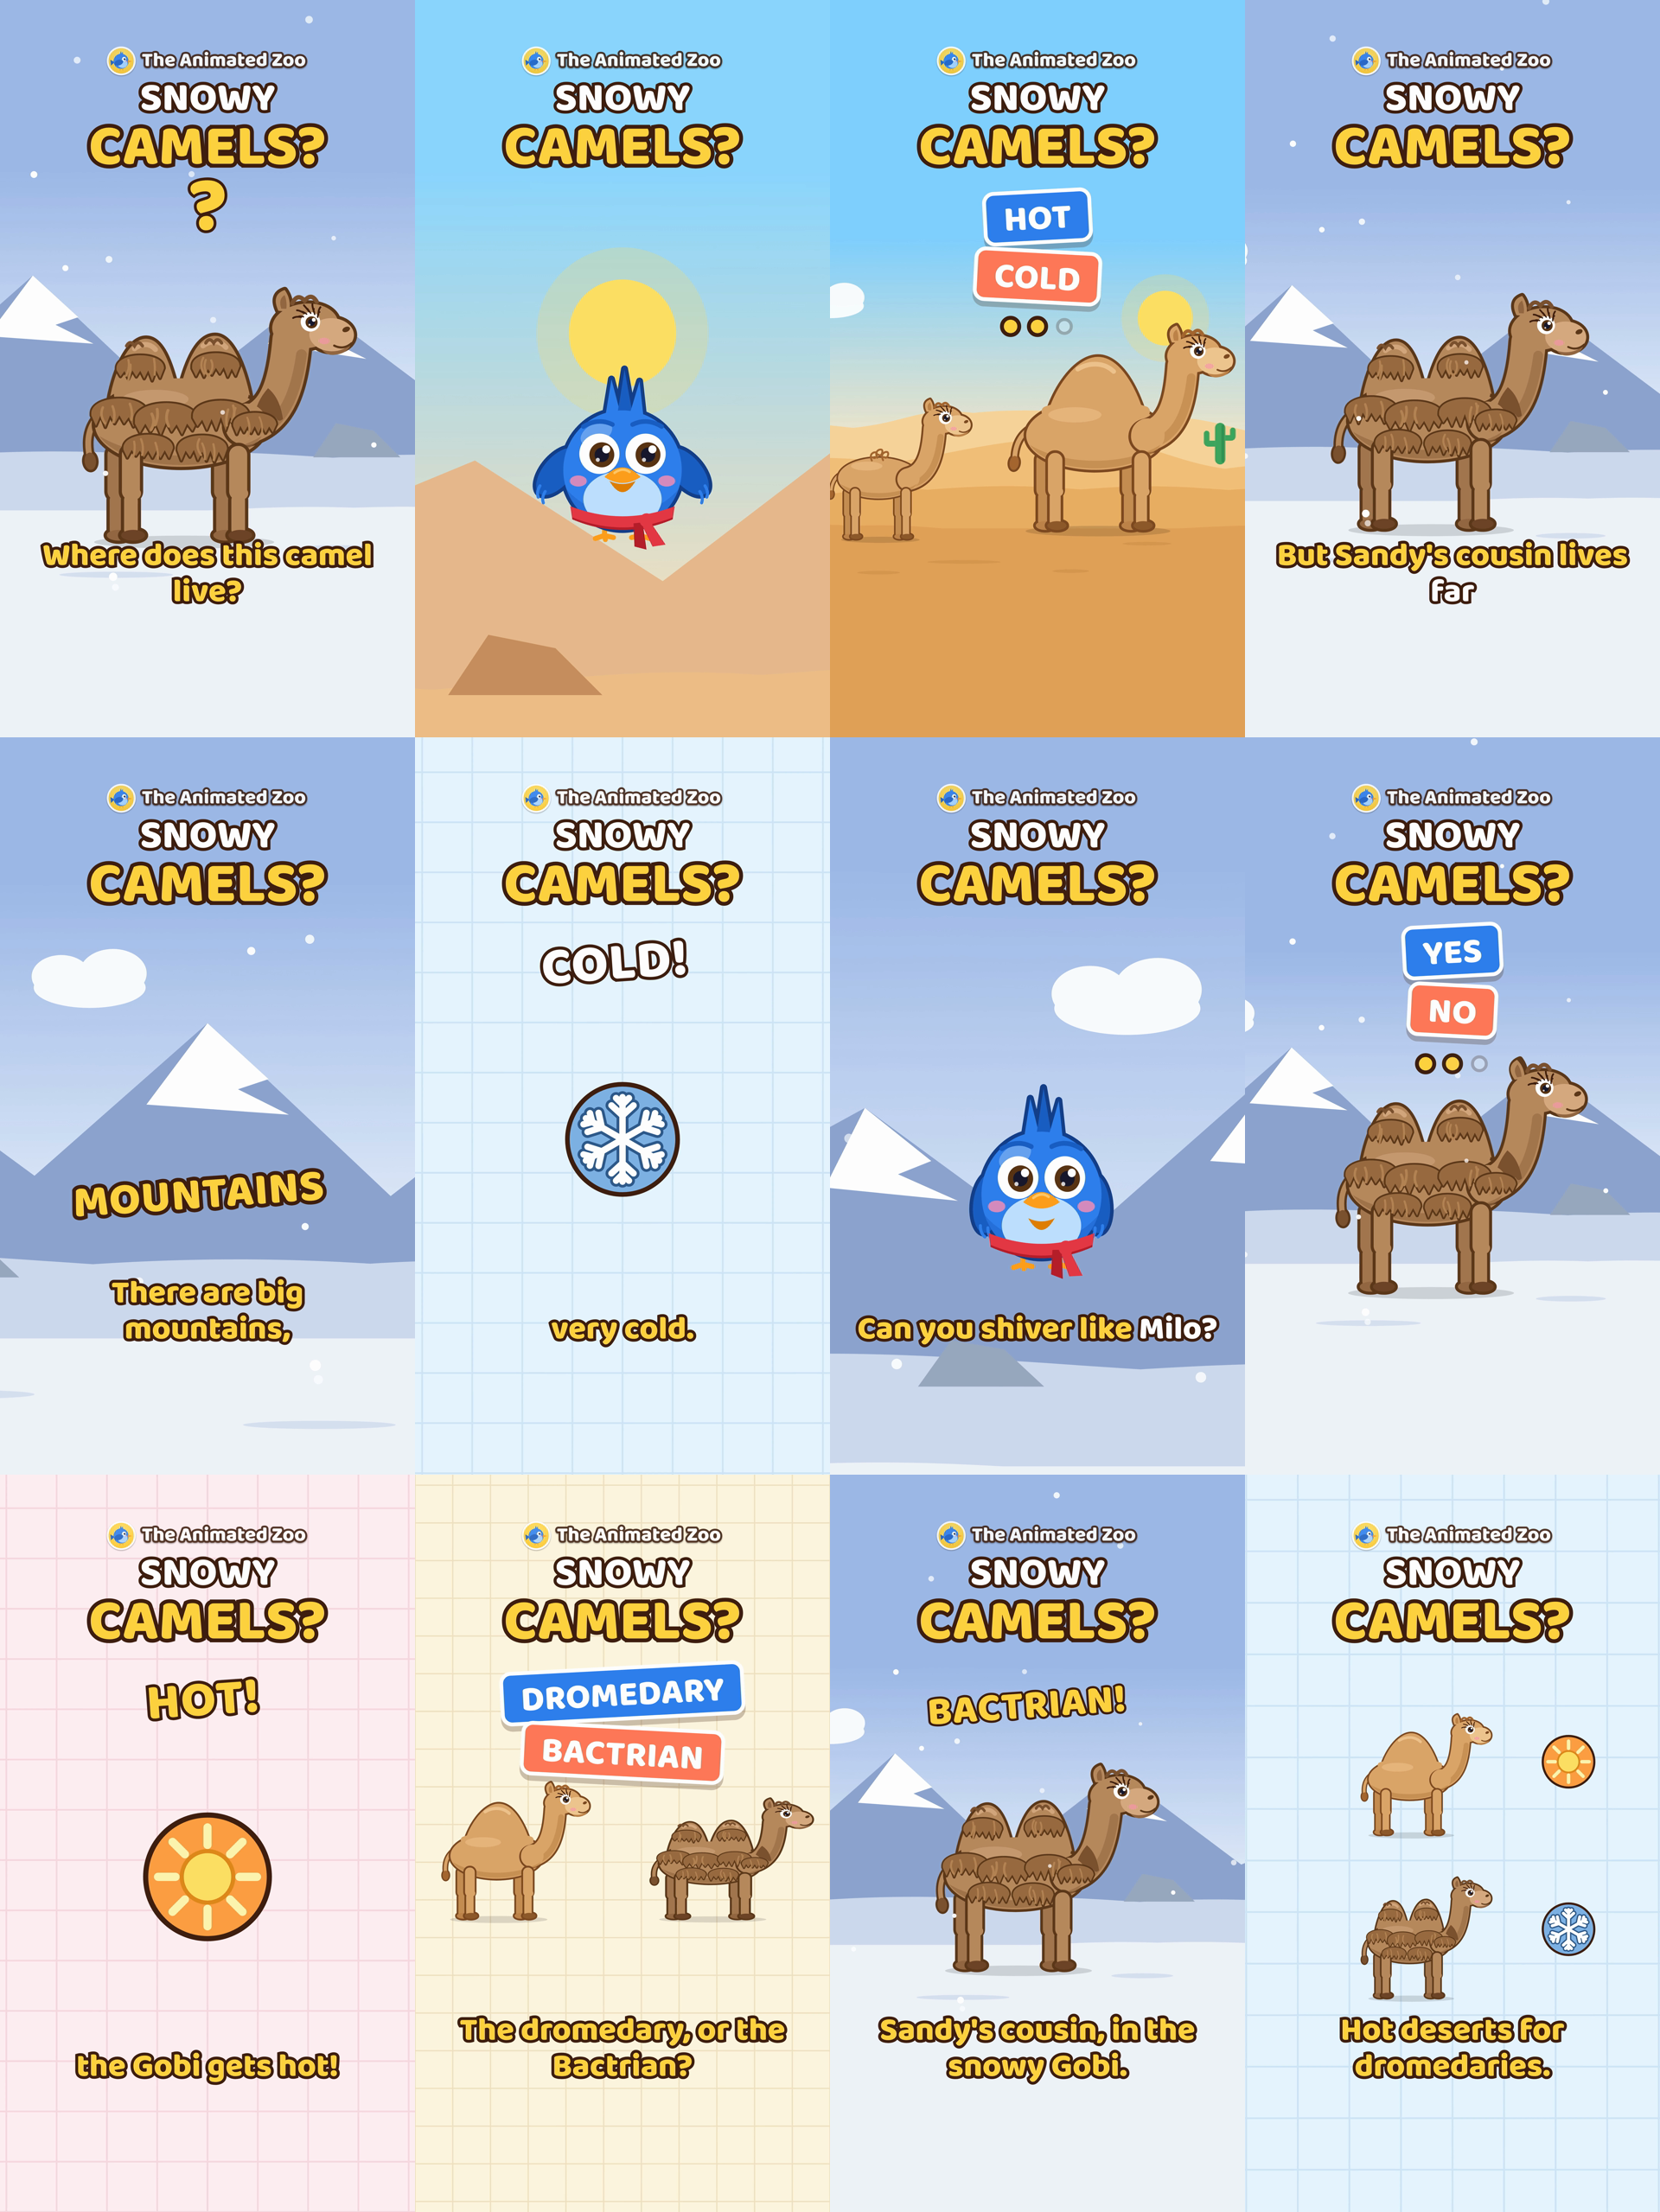 The Animated Zoo
SNOWY
CAMELS?
?
Where does this camel
live?
The Animated Zoo
SNOWY
CAMELS?
The Animated Zoo
SNOWY
CAMELS?
HOT
COLD
The Animated Zoo
SNOWY
CAMELS?
But Sandy's cousin lives
far
The Animated Zoo
SNOWY
CAMELS?
MOUNTAINS
There are big
mountains,
The Animated Zoo
SNOWY
CAMELS?
COLD!
very cold.
The Animated Zoo
SNOWY
CAMELS?
Can you shiver like Milo?
The Animated Zoo
SNOWY
CAMELS?
YES
NO
The Animated Zoo
SNOWY
CAMELS?
HOT!
the Gobi gets hot!
The Animated Zoo
SNOWY
CAMELS?
DROMEDARY
BACTRIAN
The dromedary, or the
Bactrian?
The Animated Zoo
SNOWY
CAMELS?
BACTRIAN!
Sandy's cousin, in the
snowy Gobi.
The Animated Zoo
SNOWY
CAMELS?
Hot deserts for
dromedaries.